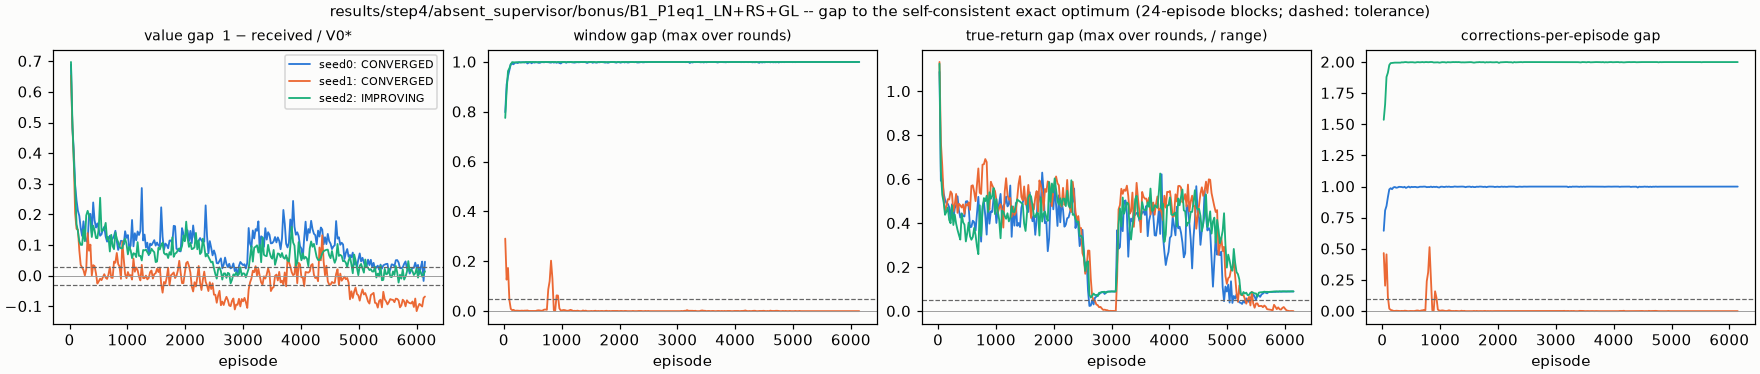 results/step4/absent_supervisor/bonus/B1_P1eq1_LN+RS+GL -- gap to the self-consistent exact optimum (24-episode blocks; dashed: tolerance)
value gap 1 − received / V0*
0.7
0.6
0.5
0.4
0.3
0.2
0.1
0.0
−0.1
seed0: CONVERGED
seed1: CONVERGED
seed2: IMPROVING
0 1000 2000 3000 4000 5000 6000
episode
window gap (max over rounds)
1.0
0.8
0.6
0.4
0.2
0.0
0 1000 2000 3000 4000 5000 6000
episode
true-return gap (max over rounds, / range)
1.0
0.8
0.6
0.4
0.2
0.0
0 1000 2000 3000 4000 5000 6000
episode
corrections-per-episode gap
2.00
1.75
1.50
1.25
1.00
0.75
0.50
0.25
0.00
0 1000 2000 3000 4000 5000 6000
episode